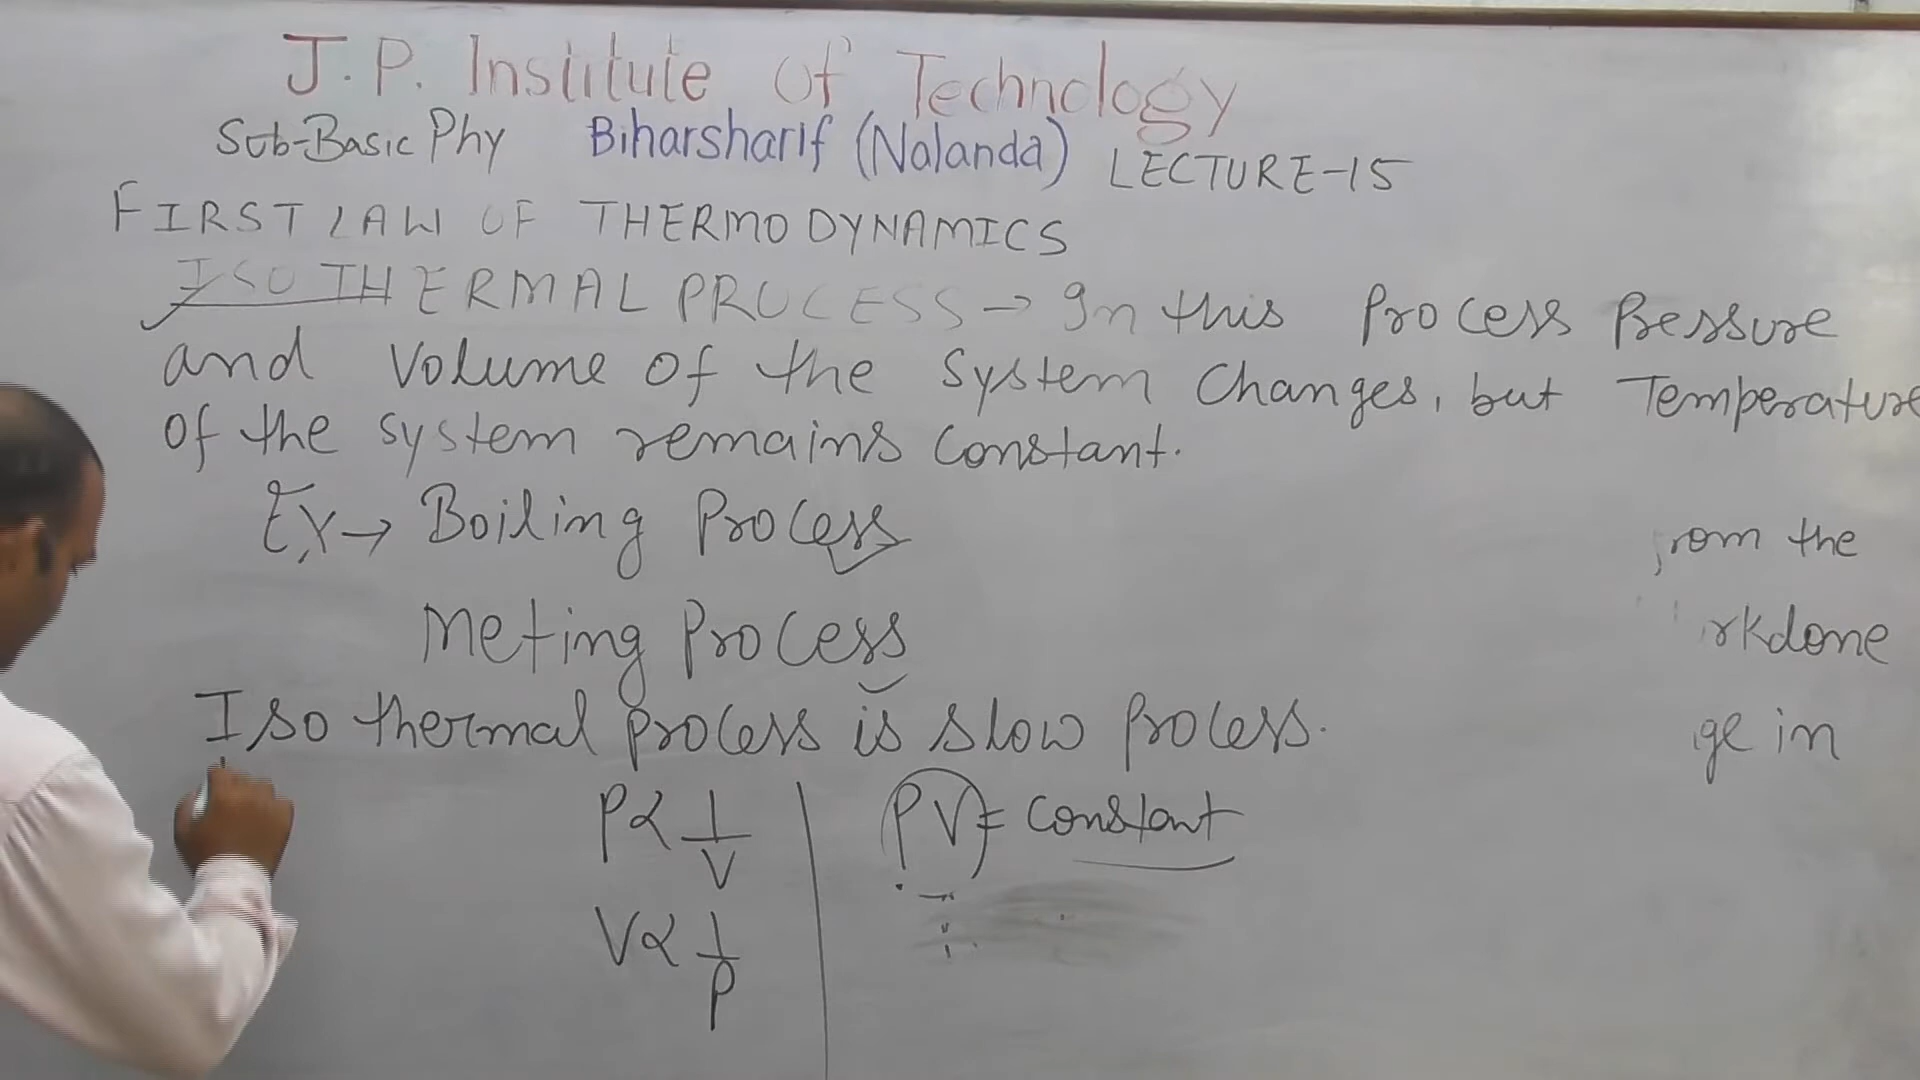 J.P. Institute of Technology
Sub-Basic Phy Biharsharif (Nalanda) LECTURE-15
FIRST LAW OF THERMODYNAMICS
ISOTHERMAL PROCESS → In this Process Pressure
and Volume of the System Changes, but Temperature
of the system remains Constant.
Ex → Boiling Process
Meting Process
Isothermal process is slow process.
P ∝ 1/V
V ∝ 1/P
PV = Constant
rom the
rkdone
ge in